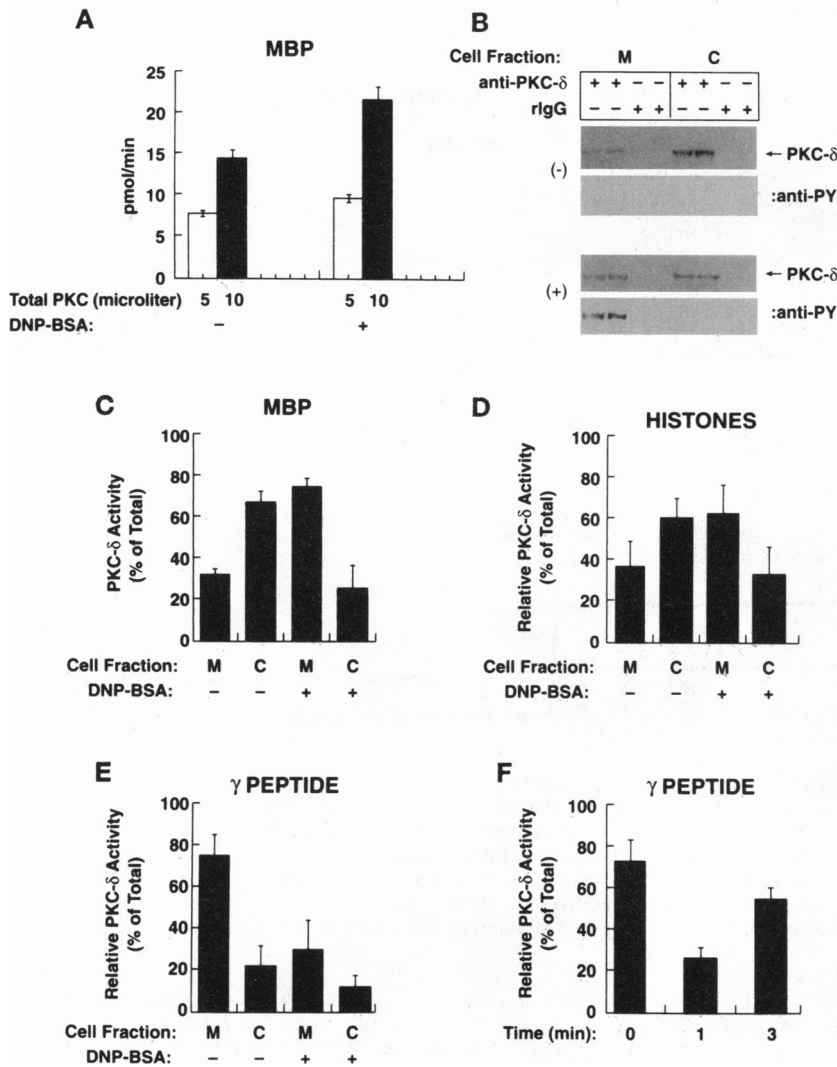 A
MBP
25
20
15
10
5
0
pmol/min
Total PKC (microliter) 5 10 5 10
DNP-BSA: – +
B
Cell Fraction: M C
anti-PKC-δ + + – – + + – –
rIgG – – + + – – + +
(-)
← PKC-δ
:anti-PY
(+)
← PKC-δ
:anti-PY
C
MBP
100
80
60
40
20
0
PKC-δ Activity
(% of Total)
Cell Fraction: M C M C
DNP-BSA: – – + +
D
HISTONES
100
80
60
40
20
0
Relative PKC-δ Activity
(% of Total)
Cell Fraction: M C M C
DNP-BSA: – – + +
E
γ PEPTIDE
100
80
60
40
20
0
Relative PKC-δ Activity
(% of Total)
Cell Fraction: M C M C
DNP-BSA: – – + +
F
γ PEPTIDE
100
80
60
40
20
0
Relative PKC-δ Activity
(% of Total)
Time (min): 0 1 3